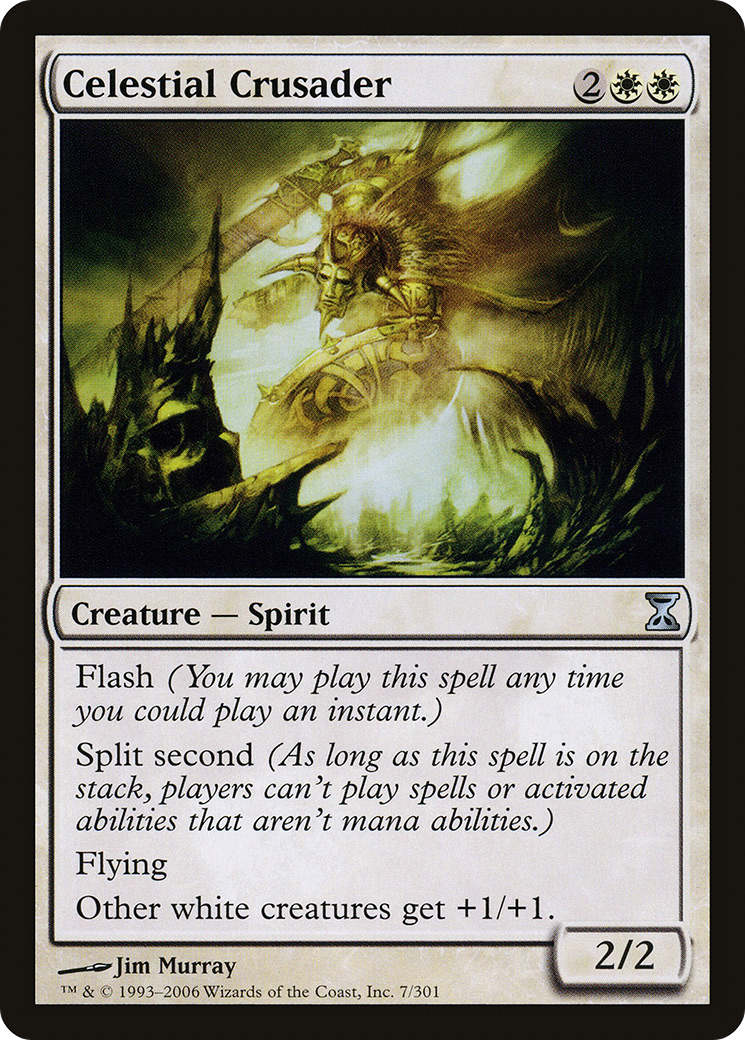 Celestial Crusader 2
Creature — Spirit
Flash (You may play this spell any time
you could play an instant.)
Split second (As long as this spell is on the
stack, players can't play spells or activated
abilities that aren't mana abilities.)
Flying
Other white creatures get +1/+1.
2/2
Jim Murray
™ & © 1993–2006 Wizards of the Coast, Inc. 7/301